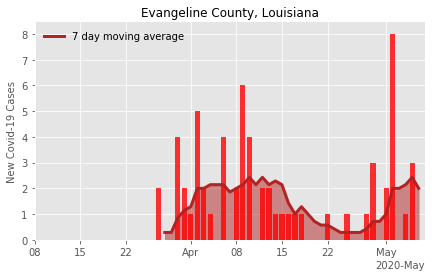 Evangeline County, Louisiana
7 day moving average
New Covid-19 Cases
8
7
6
5
4
3
2
1
0
08 15 22 Apr 08 15 22 May
2020-May